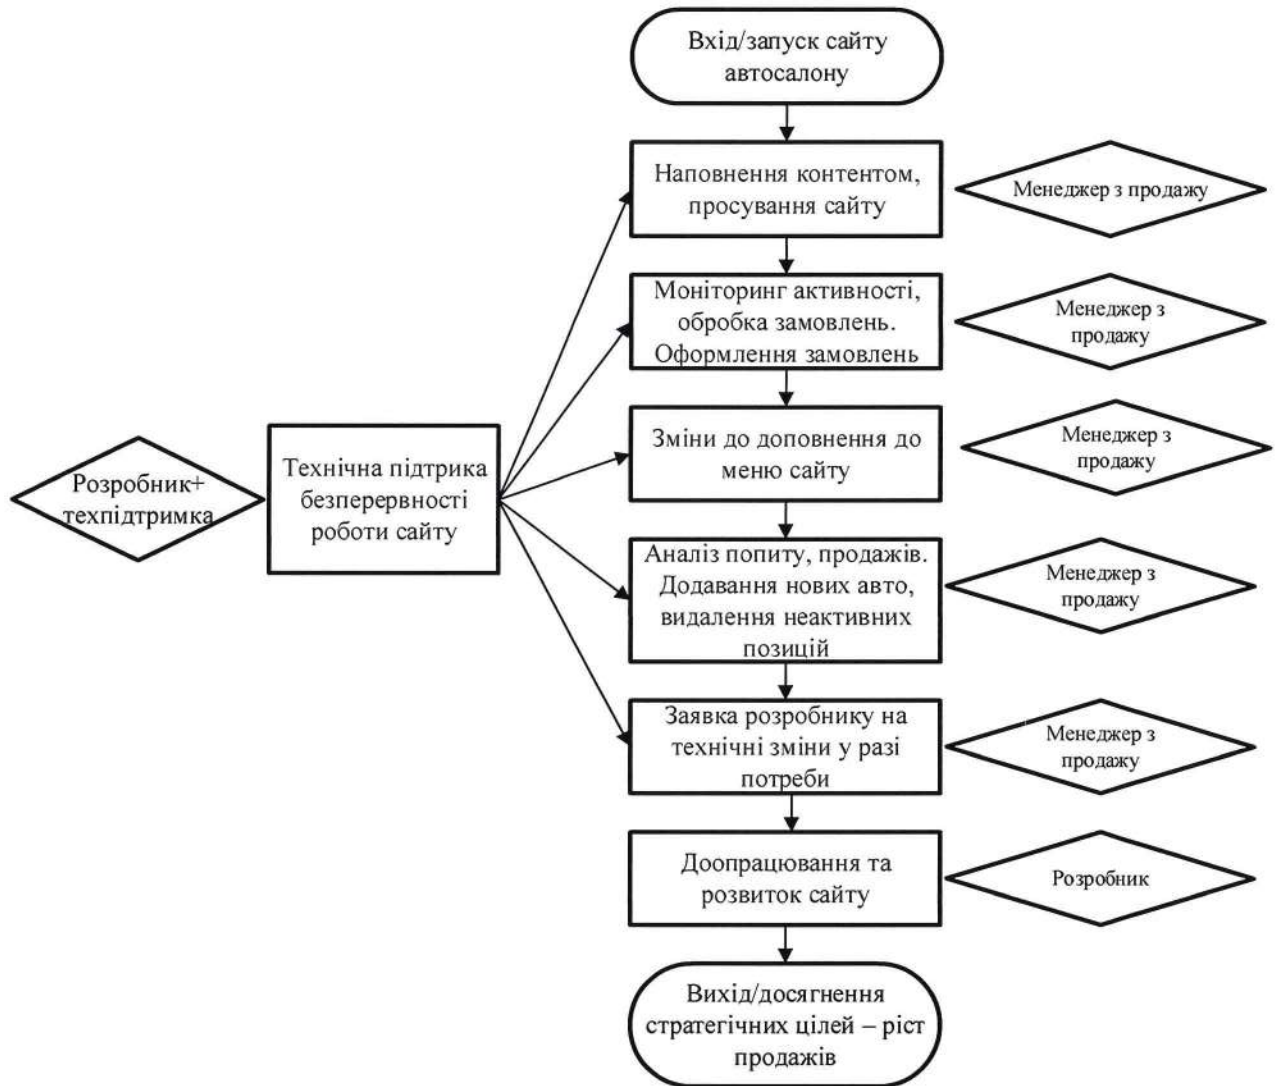 Вхід/запуск сайту
автосалону
Наповнення контентом,
просування сайту
Менеджер з продажу
Моніторинг активності,
обробка замовлень.
Оформлення замовлень
Менеджер з
продажу
Зміни до доповнення до
меню сайту
Менеджер з
продажу
Розробник+
техпідтримка
Технічна підтрика
безперервності
роботи сайту
Аналіз попиту, продажів.
Додавання нових авто,
видалення неактивних
позицій
Менеджер з
продажу
Заявка розробнику на
технічні зміни у разі
потреби
Менеджер з
продажу
Доопрацювання та
розвиток сайту
Розробник
Вихід/досягнення
стратегічних цілей – ріст
продажів